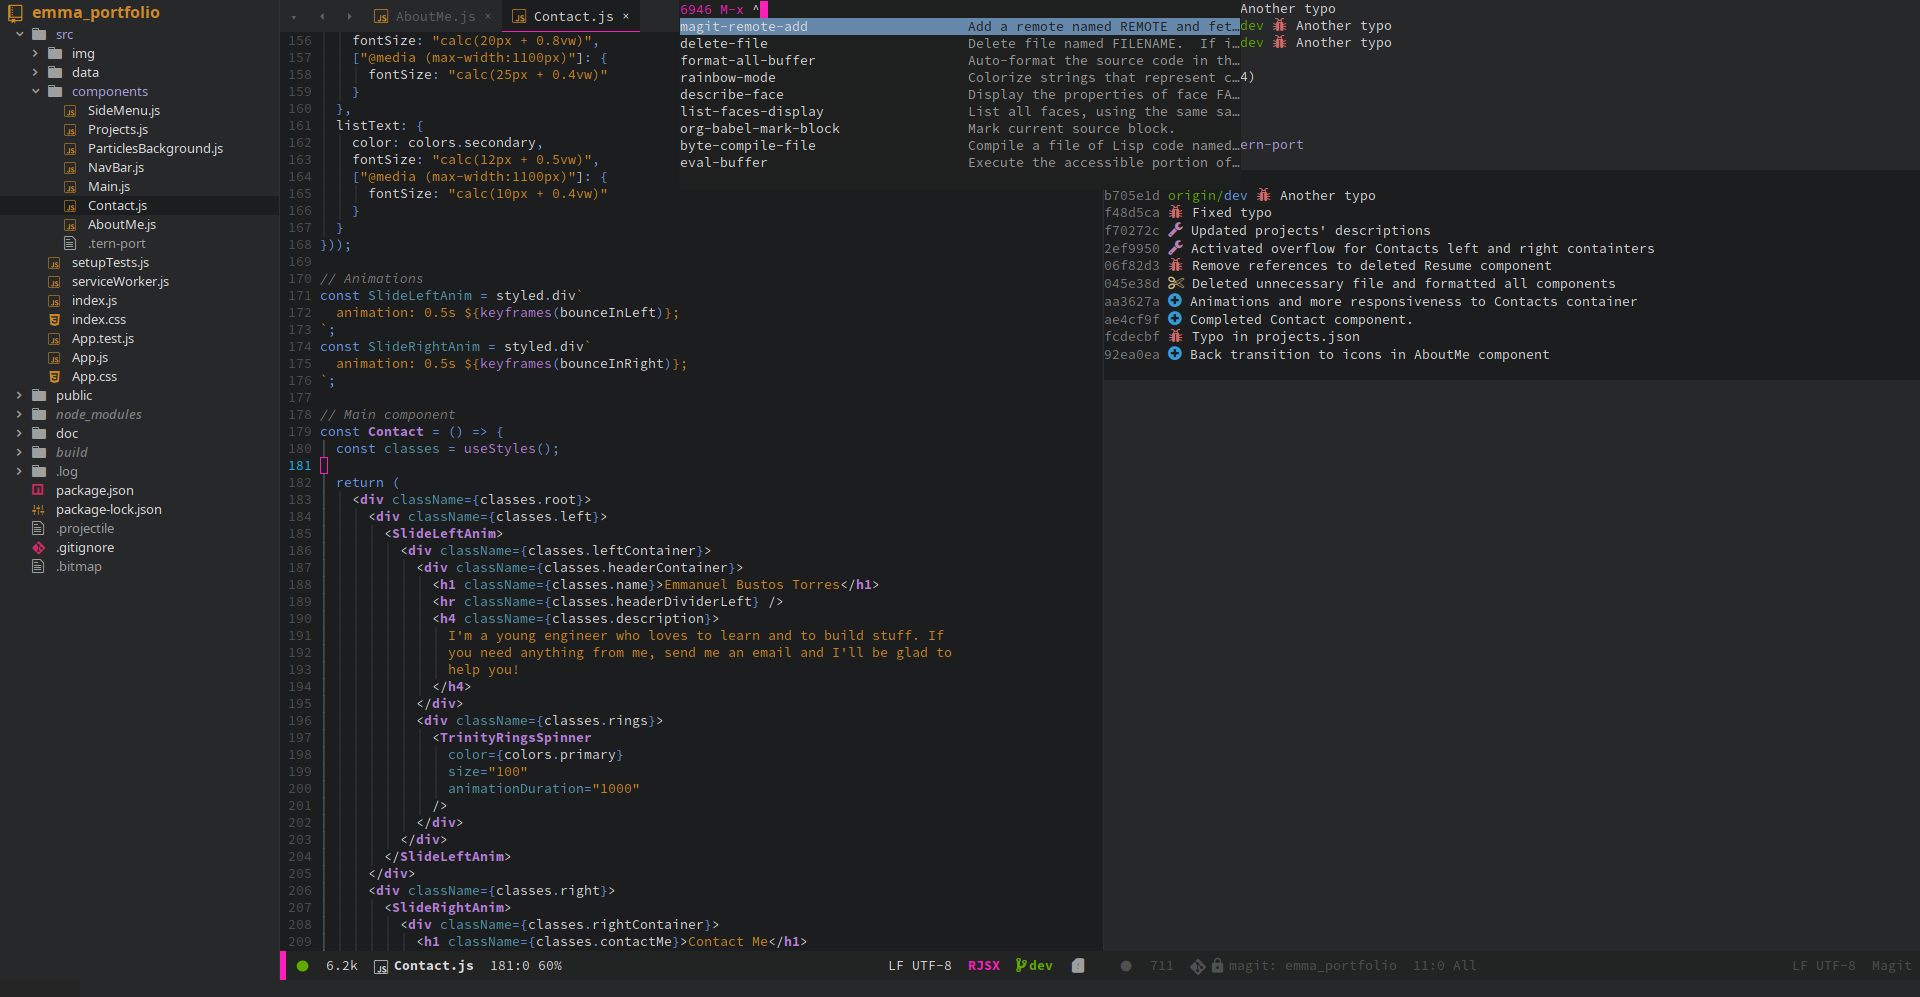 emma_portfolio
src
img
data
components
SideMenu.js
Projects.js
ParticlesBackground.js
NavBar.js
Main.js
Contact.js
AboutMe.js
.tern-port
setupTests.js
serviceWorker.js
index.js
index.css
App.test.js
App.js
App.css
public
node_modules
doc
build
.log
package.json
package-lock.json
.projectile
.gitignore
.bitmap
AboutMe.js ×
Contact.js ×
156 fontSize: "calc(20px + 0.8vw)",
157 ["@media (max-width:1100px)"]: {
158 fontSize: "calc(25px + 0.4vw)"
159 }
160 },
161 listText: {
162 color: colors.secondary,
163 fontSize: "calc(12px + 0.5vw)",
164 ["@media (max-width:1100px)"]: {
165 fontSize: "calc(10px + 0.4vw)"
166 }
167 }
168 }));
169
170 // Animations
171 const SlideLeftAnim = styled.div`
172 animation: 0.5s ${keyframes(bounceInLeft)};
173 `;
174 const SlideRightAnim = styled.div`
175 animation: 0.5s ${keyframes(bounceInRight)};
176 `;
177
178 // Main component
179 const Contact = () => {
180 const classes = useStyles();
181
182 return (
183 <div className={classes.root}>
184 <div className={classes.left}>
185 <SlideLeftAnim>
186 <div className={classes.leftContainer}>
187 <div className={classes.headerContainer}>
188 <h1 className={classes.name}>Emmanuel Bustos Torres</h1>
189 <hr className={classes.headerDividerLeft} />
190 <h4 className={classes.description}>
191 I'm a young engineer who loves to learn and to build stuff. If
192 you need anything from me, send me an email and I'll be glad to
193 help you!
194 </h4>
195 </div>
196 <div className={classes.rings}>
197 <TrinityRingsSpinner
198 color={colors.primary}
199 size="100"
200 animationDuration="1000"
201 />
202 </div>
203 </div>
204 </SlideLeftAnim>
205 </div>
206 <div className={classes.right}>
207 <SlideRightAnim>
208 <div className={classes.rightContainer}>
209 <h1 className={classes.contactMe}>Contact Me</h1>
6946 M-x ^
magit-remote-add Add a remote named REMOTE and fet…
delete-file Delete file named FILENAME. If i…
format-all-buffer Auto-format the source code in th…
rainbow-mode Colorize strings that represent c…
describe-face Display the properties of face FA…
list-faces-display List all faces, using the same sa…
org-babel-mark-block Mark current source block.
byte-compile-file Compile a file of Lisp code named…
eval-buffer Execute the accessible portion of…
Another typo
dev Another typo
dev Another typo
4)
ern-port
b705e1d origin/dev Another typo
f48d5ca Fixed typo
f70272c Updated projects' descriptions
2ef9950 Activated overflow for Contacts left and right containters
06f82d3 Remove references to deleted Resume component
045e38d Deleted unnecessary file and formatted all components
aa3627a Animations and more responsiveness to Contacts container
ae4cf9f Completed Contact component.
fcdecbf Typo in projects.json
92ea0ea Back transition to icons in AboutMe component
6.2k Contact.js 181:0 60% LF UTF-8 RJSX dev
711 magit: emma_portfolio 11:0 All LF UTF-8 Magit